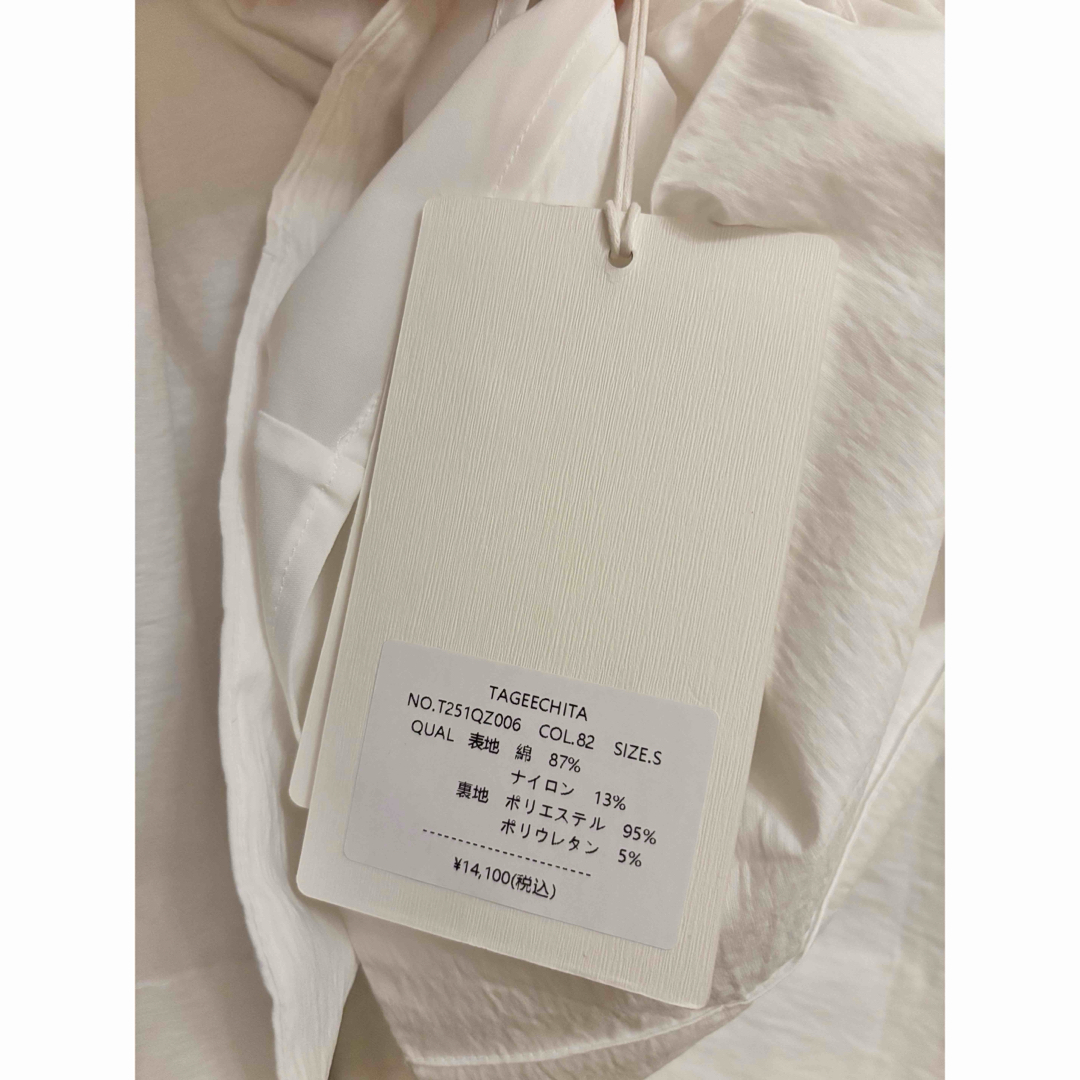 TAGEECHITA
NO.T251QZ006 COL.82 SIZE.S
QUAL 表地 綿 87%
ナイロン 13%
裏地 ポリエステル 95%
ポリウレタン 5%
-----------------------
¥14,100(税込)